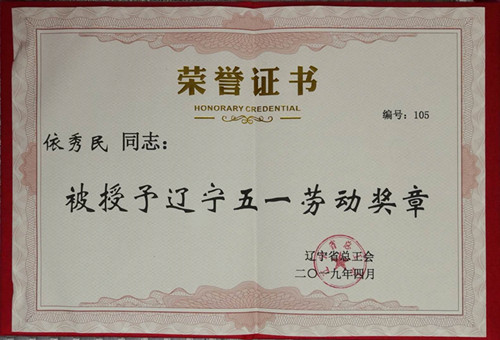 荣誉证书
HONORARY CREDENTIAL
编号：105
依秀民 同志：
被授予辽宁五一劳动奖章
辽宁省总工会
二〇一九年四月